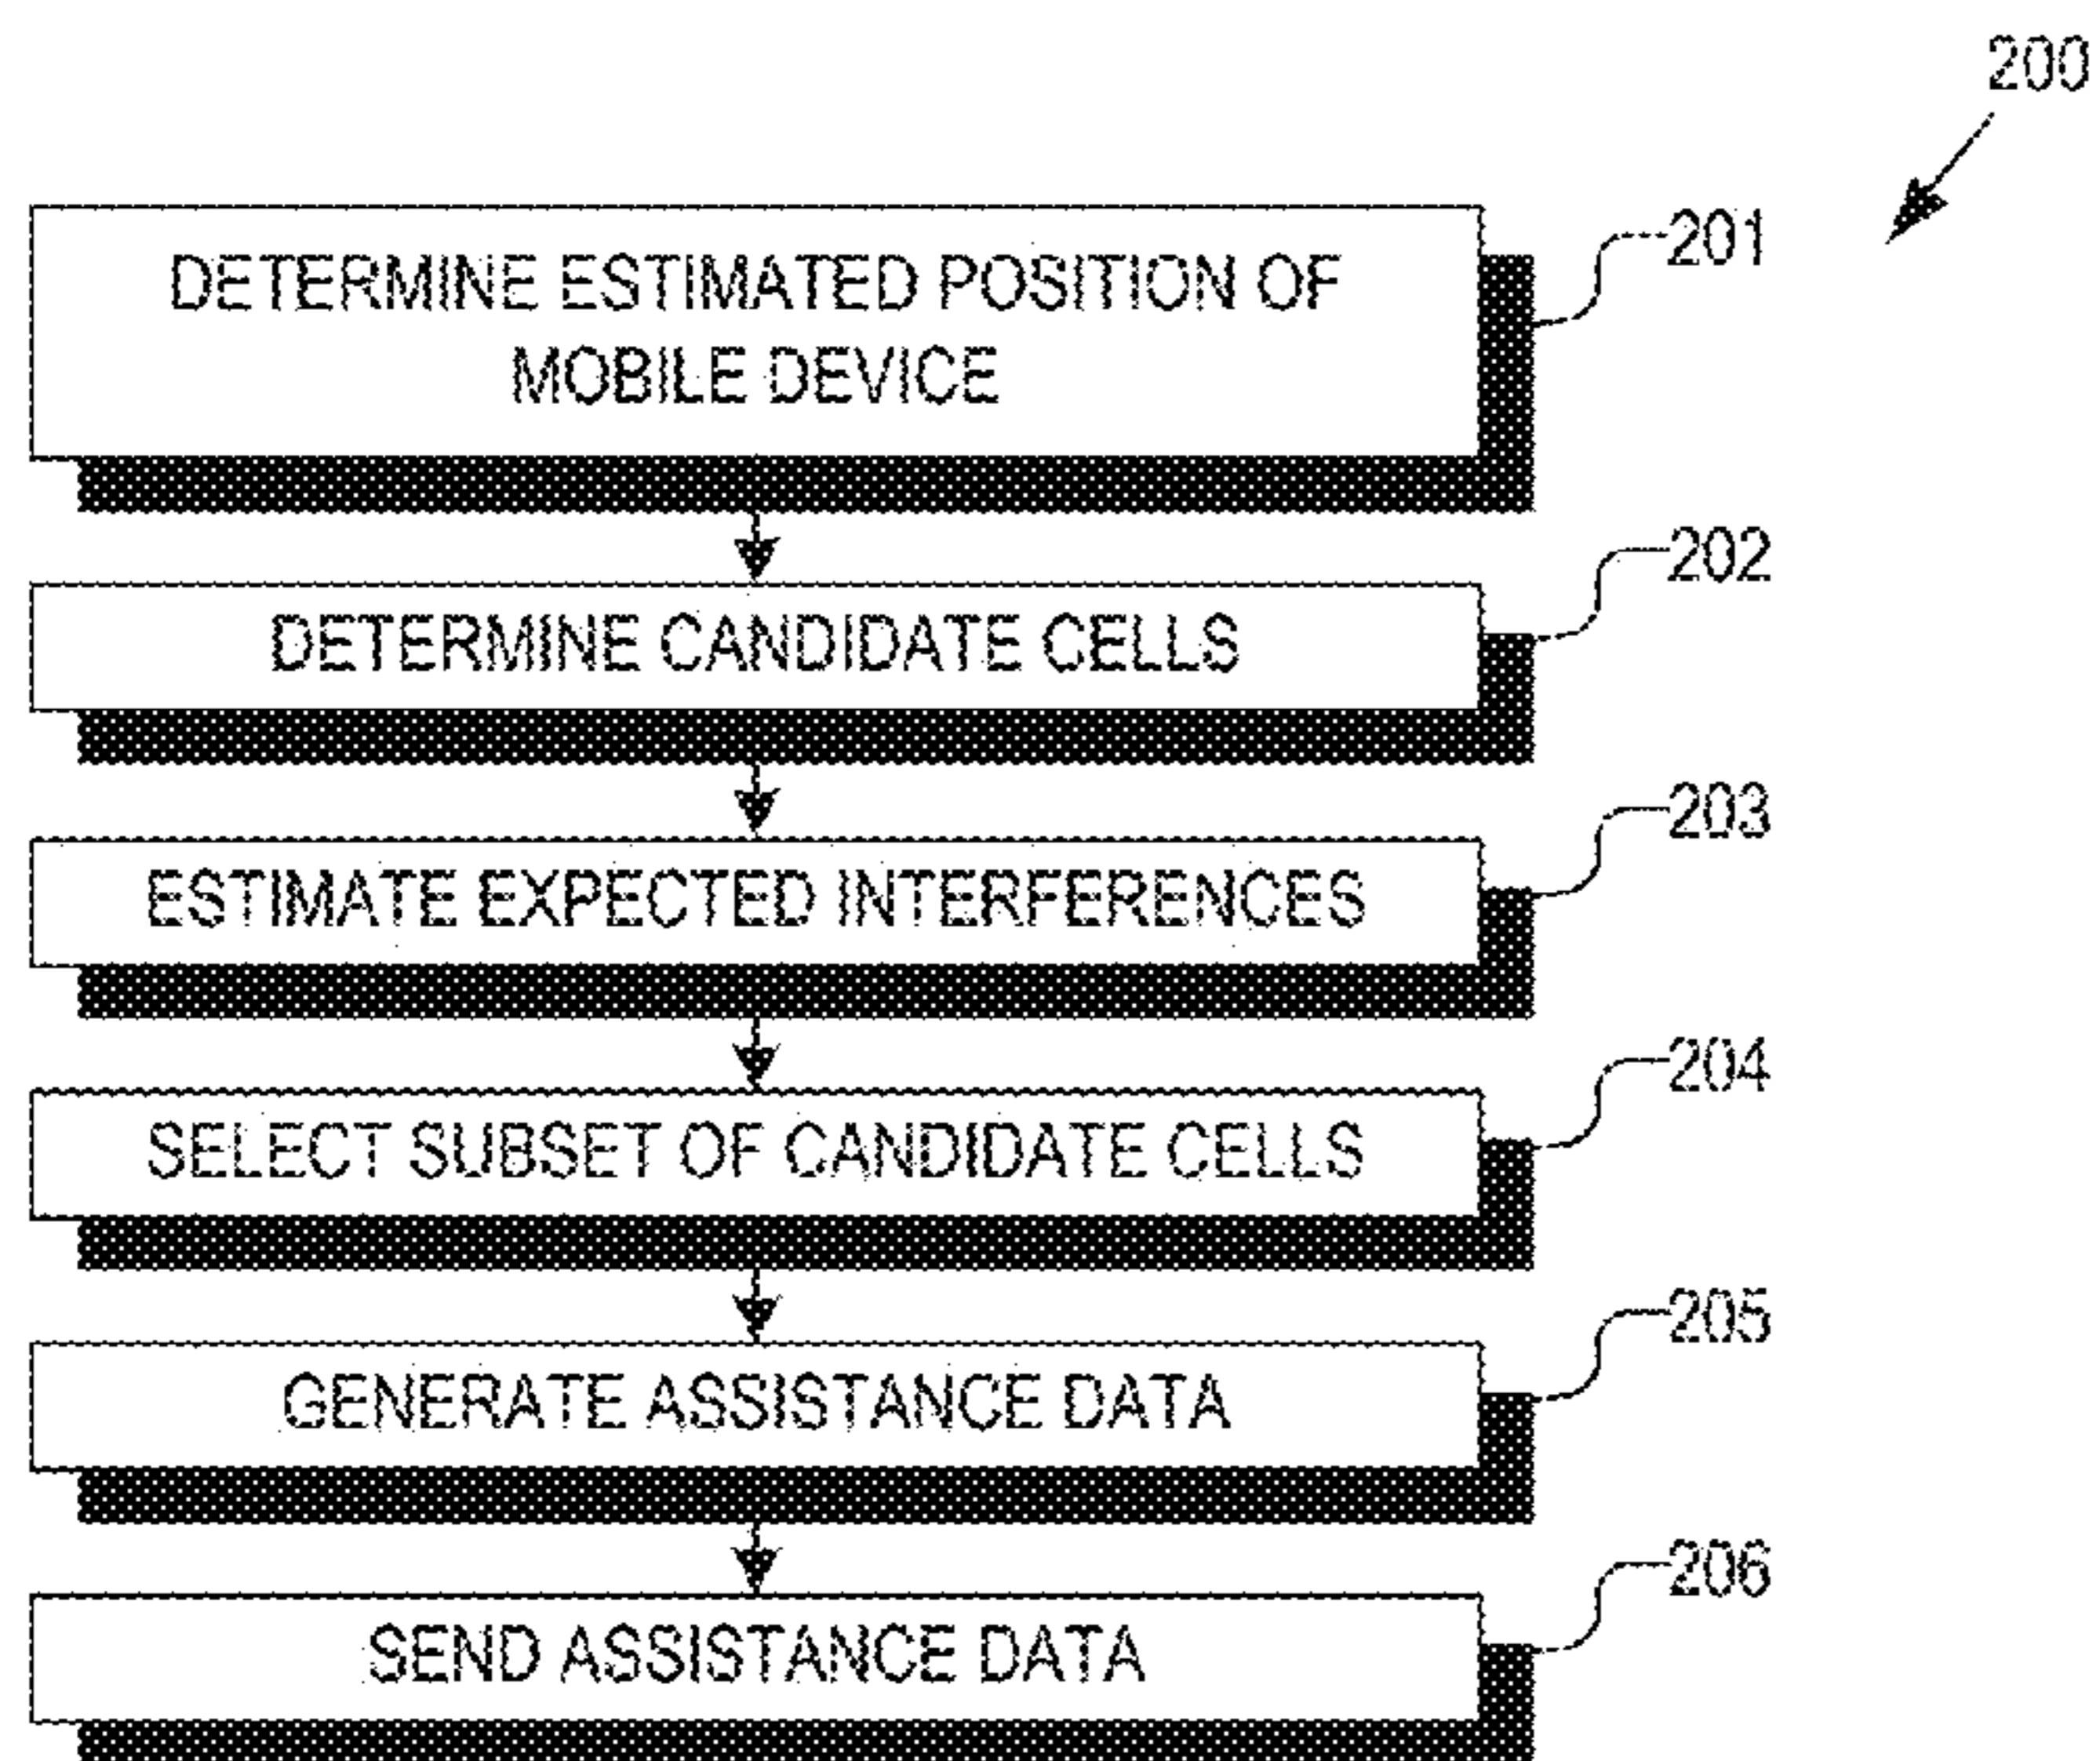 200
201
DETERMINE ESTIMATED POSITION OF
MOBILE DEVICE
202
DETERMINE CANDIDATE CELLS
203
ESTIMATE EXPECTED INTERFERENCES
204
SELECT SUBSET OF CANDIDATE CELLS
205
GENERATE ASSISTANCE DATA
206
SEND ASSISTANCE DATA